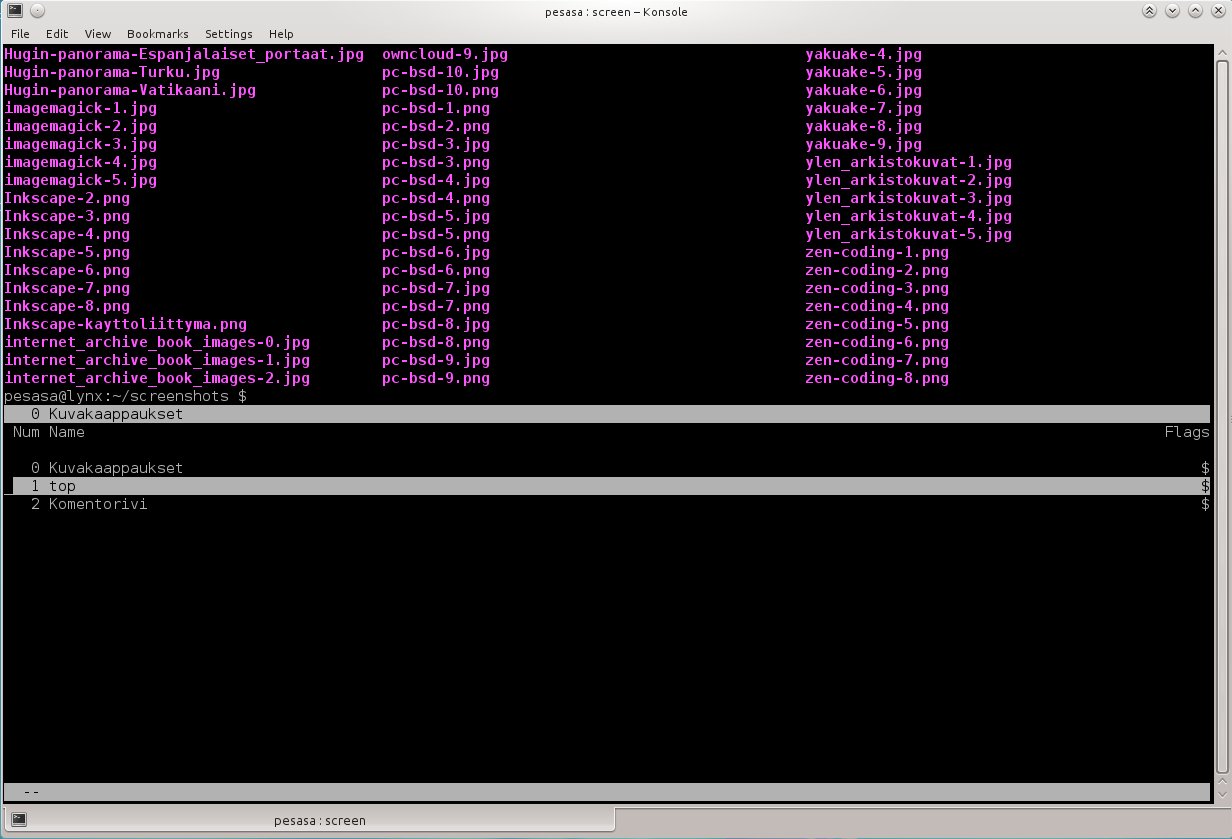 pesasa : screen – Konsole
File Edit View Bookmarks Settings Help
Hugin-panorama-Espanjalaiset_portaat.jpg owncloud-9.jpg yakuake-4.jpg
Hugin-panorama-Turku.jpg pc-bsd-10.jpg yakuake-5.jpg
Hugin-panorama-Vatikaani.jpg pc-bsd-10.png yakuake-6.jpg
imagemagick-1.jpg pc-bsd-1.png yakuake-7.jpg
imagemagick-2.jpg pc-bsd-2.png yakuake-8.jpg
imagemagick-3.jpg pc-bsd-3.jpg yakuake-9.jpg
imagemagick-4.jpg pc-bsd-3.png ylen_arkistokuvat-1.jpg
imagemagick-5.jpg pc-bsd-4.jpg ylen_arkistokuvat-2.jpg
Inkscape-2.png pc-bsd-4.png ylen_arkistokuvat-3.jpg
Inkscape-3.png pc-bsd-5.jpg ylen_arkistokuvat-4.jpg
Inkscape-4.png pc-bsd-5.png ylen_arkistokuvat-5.jpg
Inkscape-5.png pc-bsd-6.jpg zen-coding-1.png
Inkscape-6.png pc-bsd-6.png zen-coding-2.png
Inkscape-7.png pc-bsd-7.jpg zen-coding-3.png
Inkscape-8.png pc-bsd-7.png zen-coding-4.png
Inkscape-kayttoliittyma.png pc-bsd-8.jpg zen-coding-5.png
internet_archive_book_images-0.jpg pc-bsd-8.png zen-coding-6.png
internet_archive_book_images-1.jpg pc-bsd-9.jpg zen-coding-7.png
internet_archive_book_images-2.jpg pc-bsd-9.png zen-coding-8.png
pesasa@lynx:~/screenshots $
0 Kuvakaappaukset
Num Name Flags
0 Kuvakaappaukset $
1 top $
2 Komentorivi $
--
pesasa : screen